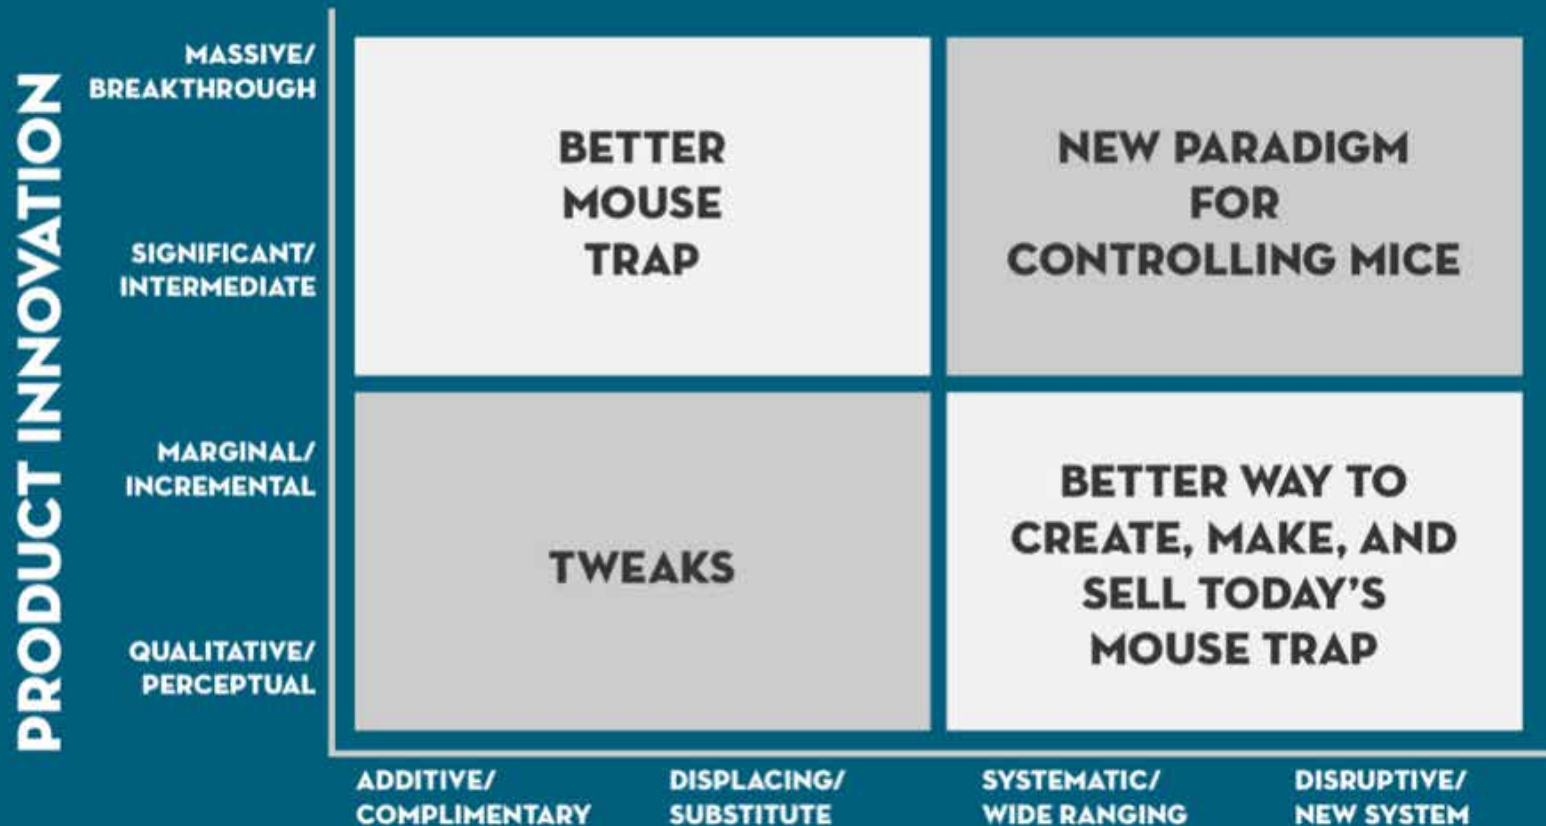 PRODUCT INNOVATION
MASSIVE/
BREAKTHROUGH
SIGNIFICANT/
INTERMEDIATE
MARGINAL/
INCREMENTAL
QUALITATIVE/
PERCEPTUAL
BETTER
MOUSE
TRAP
NEW PARADIGM
FOR
CONTROLLING MICE
TWEAKS
BETTER WAY TO
CREATE, MAKE, AND
SELL TODAY'S
MOUSE TRAP
ADDITIVE/
COMPLIMENTARY
DISPLACING/
SUBSTITUTE
SYSTEMATIC/
WIDE RANGING
DISRUPTIVE/
NEW SYSTEM